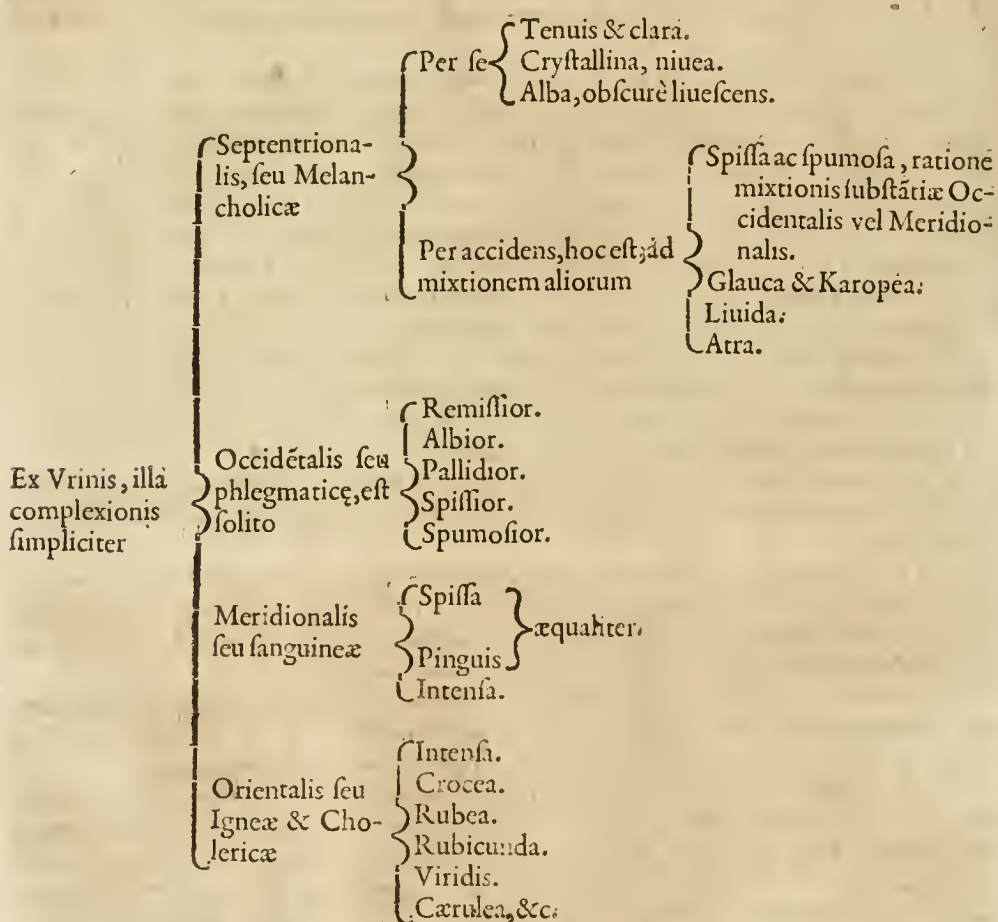 Ex Vrinis, illa
complexionis
ſimpliciter
Septentriona-
lis, ſeu Melan-
cholicæ
Per ſe
Tenuis & clara.
Cryſtallina, niuea.
Alba, obſcurè liueſcens.
Per accidens, hoc eſt, ad
mixtionem aliorum
Spiſſa ac ſpumoſa, ratione
mixtionis ſubſtãtiæ Oc-
cidentalis vel Meridio-
nalis.
Glauca & Karopea.
Liuida.
Atra.
Occidẽtalis ſeu
phlegmaticę, eſt
ſolito
Remiſſior.
Albior.
Pallidior.
Spiſſior.
Spumoſior.
Meridionalis
ſeu ſanguineæ
Spiſſa
Pinguis
æqualiter.
Intenſa.
Orientalis ſeu
Igneæ & Cho-
lericæ
Intenſa.
Crocea.
Rubea.
Rubicunda.
Viridis.
Cærulea, &c.